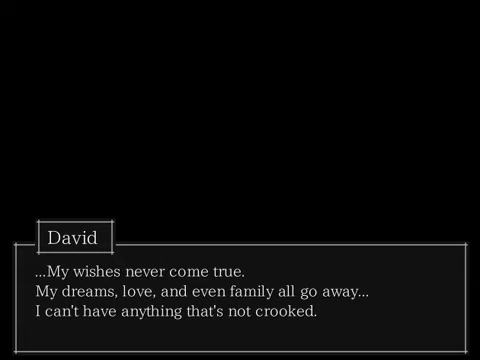 David
...My wishes never come true.
My dreams, love, and even family all go away...
I can't have anything that's not crooked.